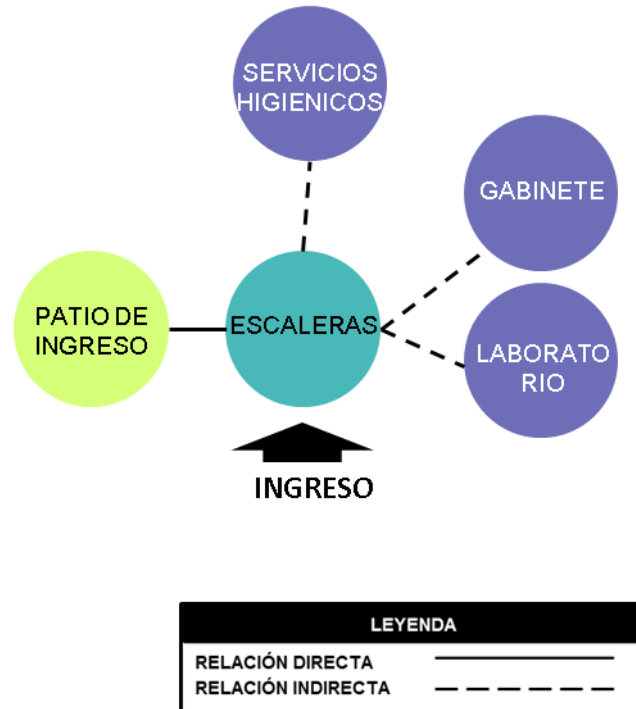 SERVICIOS
HIGIENICOS
GABINETE
PATIO DE
INGRESO
ESCALERAS
LABORATO
RIO
INGRESO
LEYENDA
RELACIÓN DIRECTA
RELACIÓN INDIRECTA